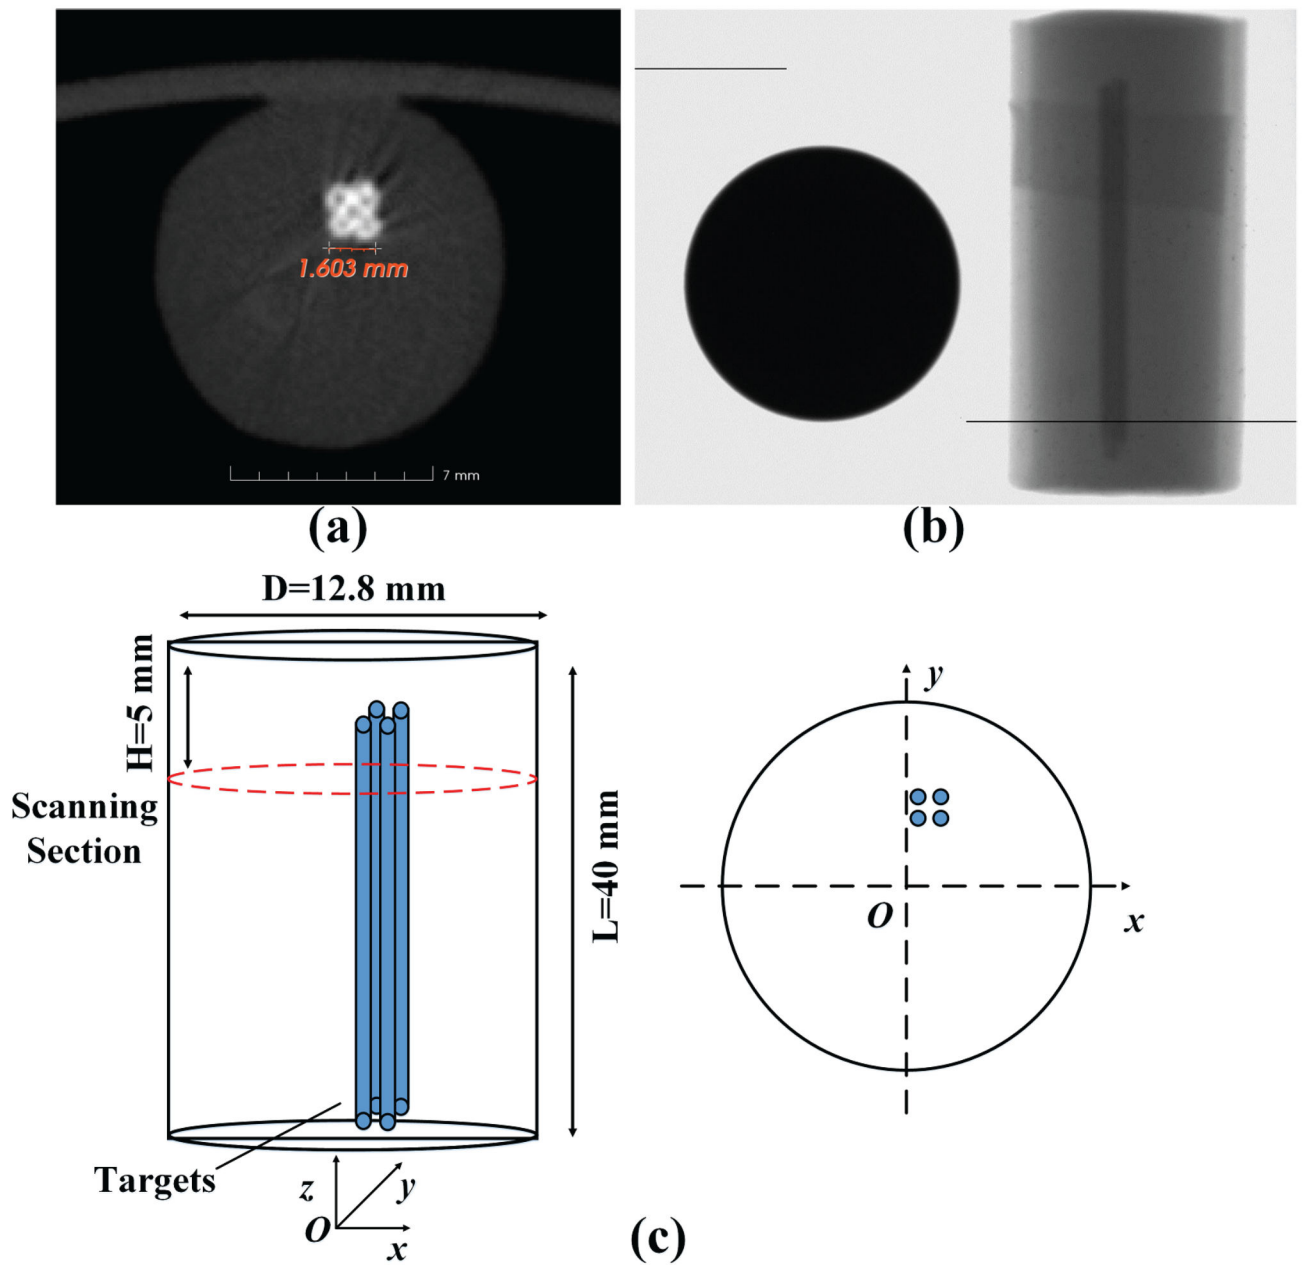 1.603 mm
7 mm
(a)
(b)
D=12.8 mm
H=5 mm
Scanning
Section
L=40 mm
Targets
z
y
O
x
y
O
x
(c)